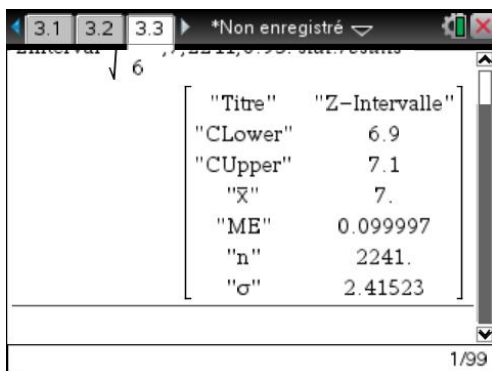 3.1 3.2 3.3 *Non enregistré
6
"Titre" "Z-Intervalle"
"CLower" 6.9
"CUpper" 7.1
"x̅" 7.
"ME" 0.099997
"n" 2241.
"σ" 2.41523
1/99